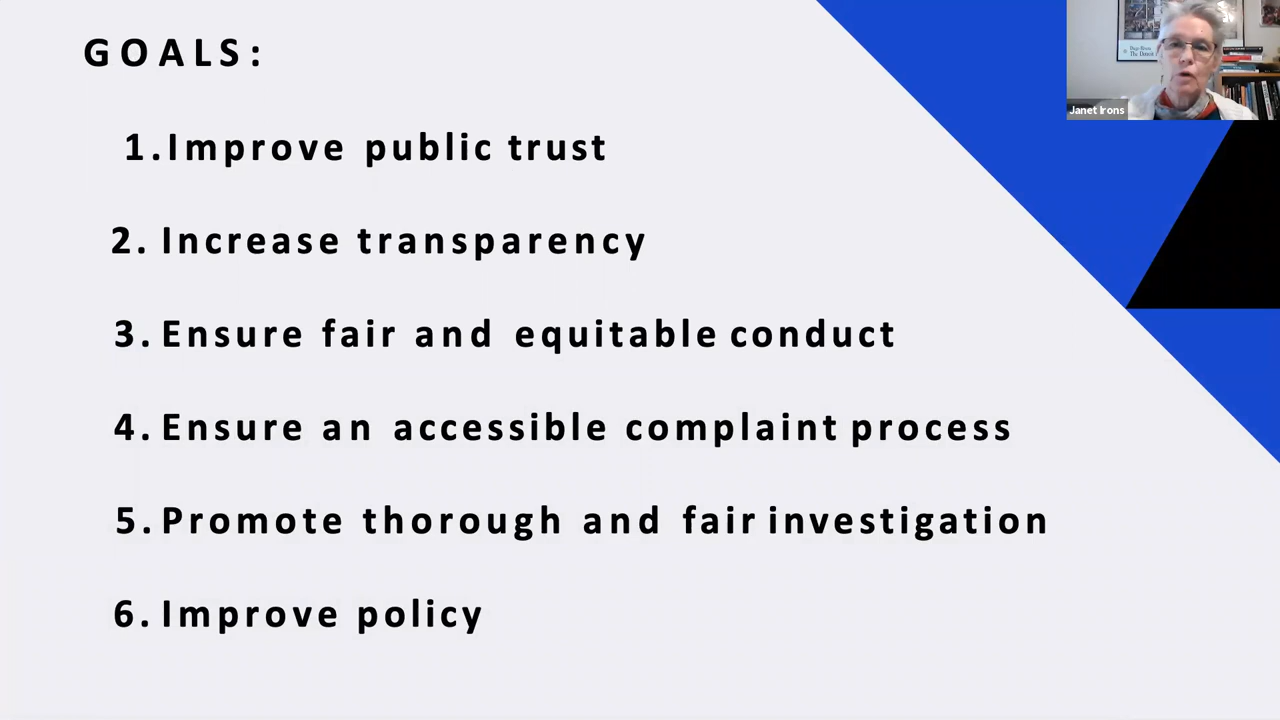 GOALS:
1. Improve public trust
2. Increase transparency
3. Ensure fair and equitable conduct
4. Ensure an accessible complaint process
5. Promote thorough and fair investigation
6. Improve policy
Janet Irons